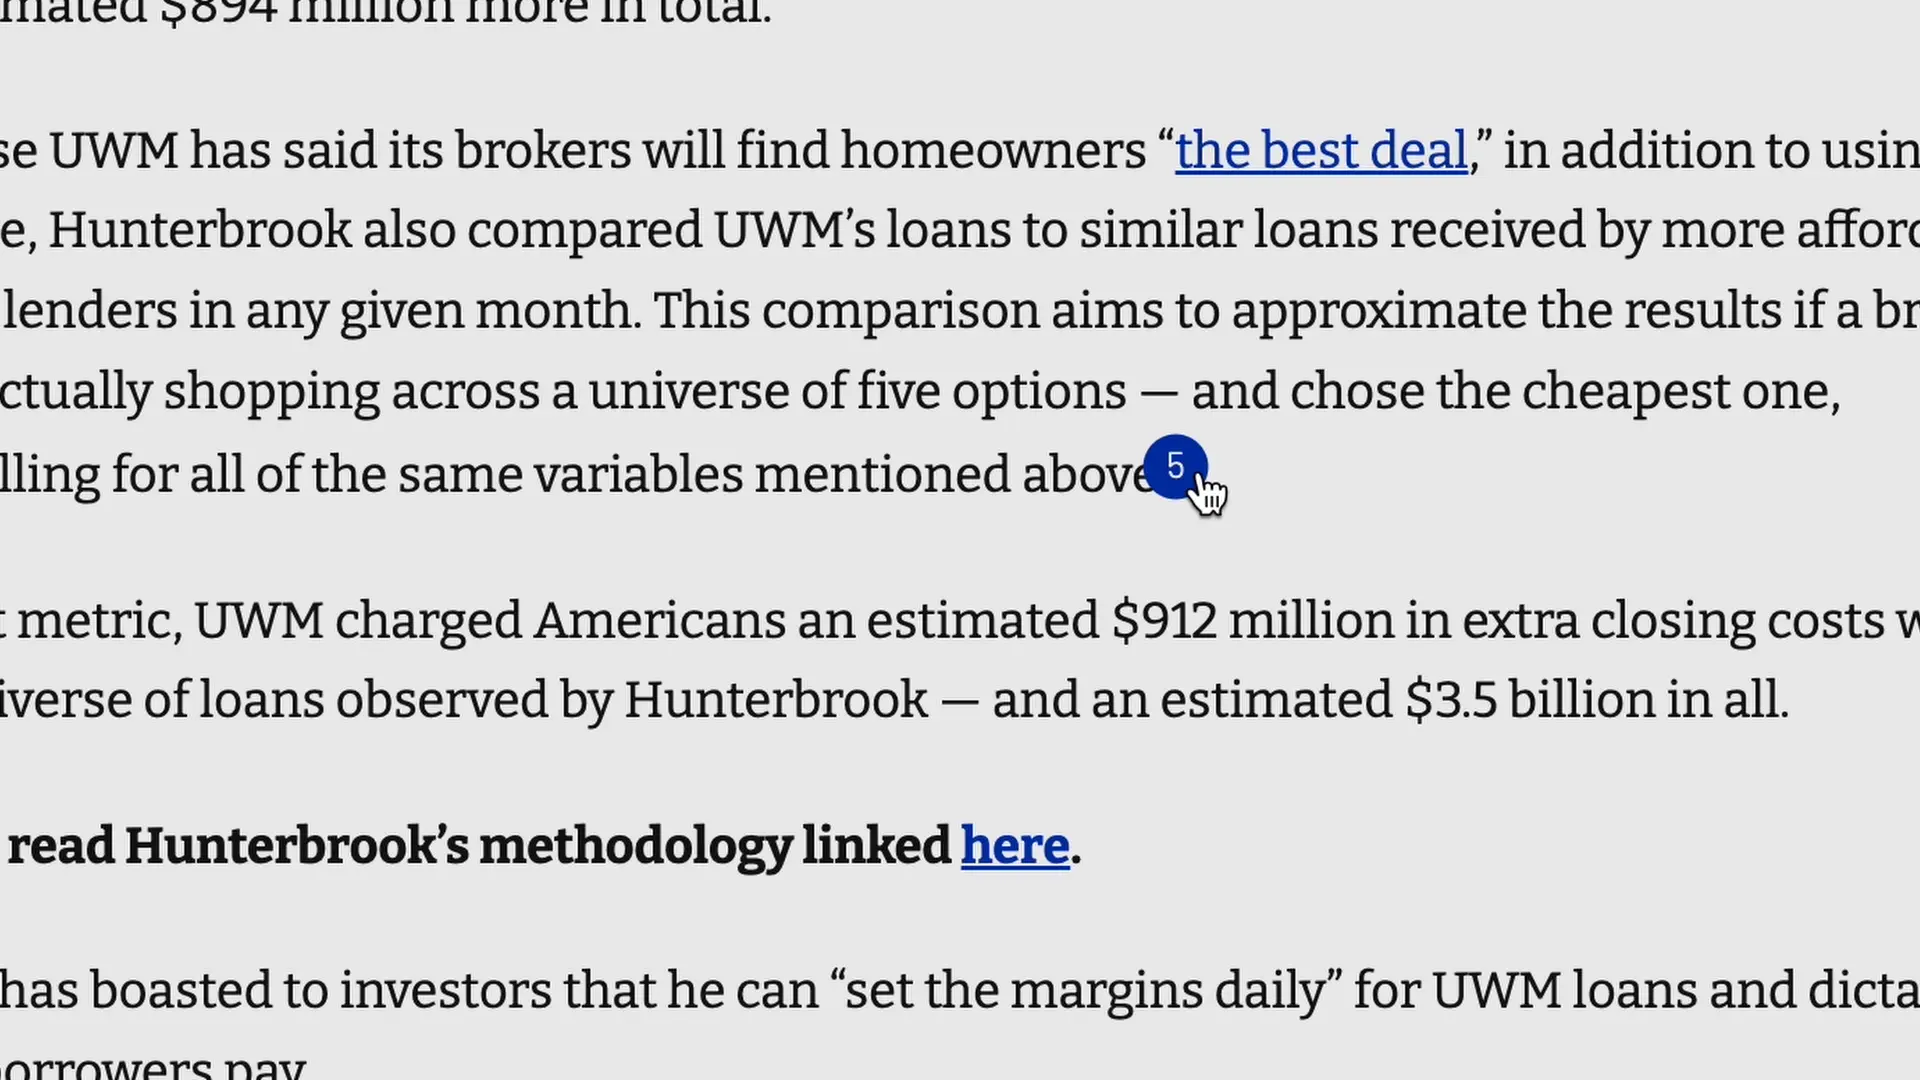 mated $894 million more in total.
se UWM has said its brokers will find homeowners “the best deal,” in addition to usin
e, Hunterbrook also compared UWM’s loans to similar loans received by more afford
lenders in any given month. This comparison aims to approximate the results if a br
ctually shopping across a universe of five options — and chose the cheapest one,
lling for all of the same variables mentioned above 5
t metric, UWM charged Americans an estimated $912 million in extra closing costs w
iverse of loans observed by Hunterbrook — and an estimated $3.5 billion in all.
read Hunterbrook’s methodology linked here.
has boasted to investors that he can “set the margins daily” for UWM loans and dicta
borrowers pay